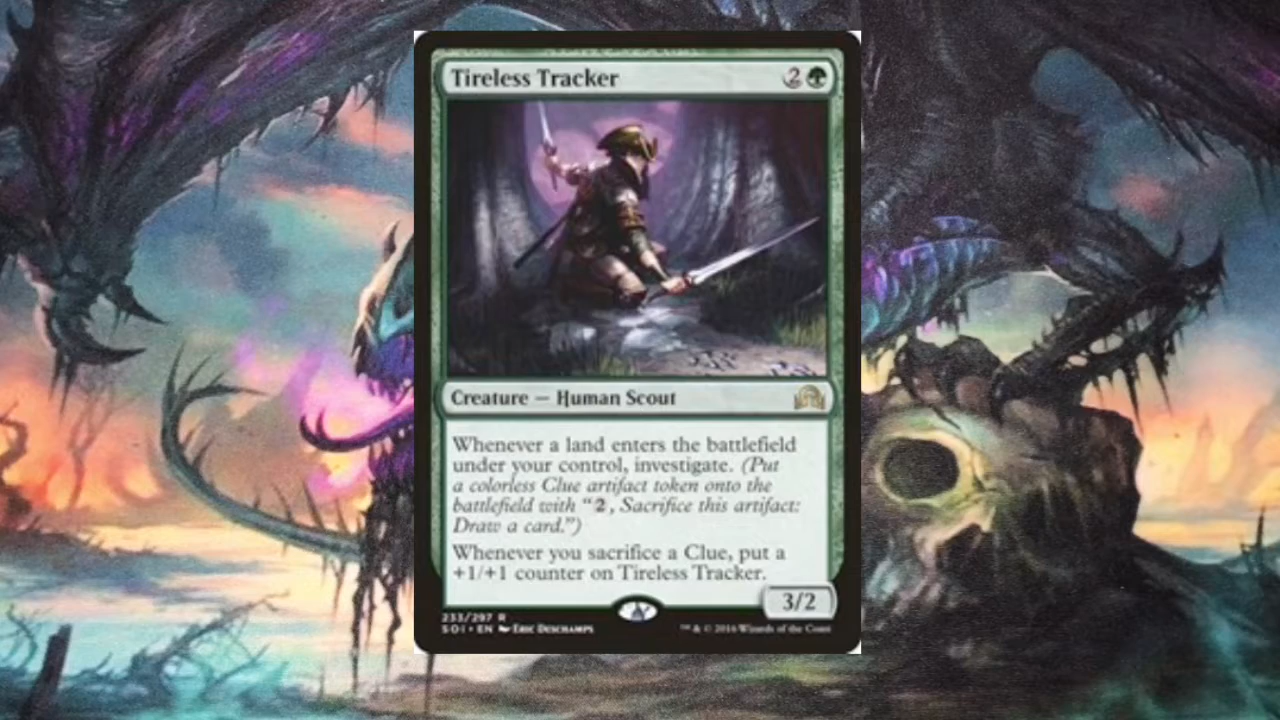 Tireless Tracker 2
Creature — Human Scout
Whenever a land enters the battlefield
under your control, investigate. (Put
a colorless Clue artifact token onto the
battlefield with “2, Sacrifice this artifact:
Draw a card.”)
Whenever you sacrifice a Clue, put a
+1/+1 counter on Tireless Tracker.
3/2
233/297 R
SOI • EN Eric Deschamps
™ & © 2016 Wizards of the Coast